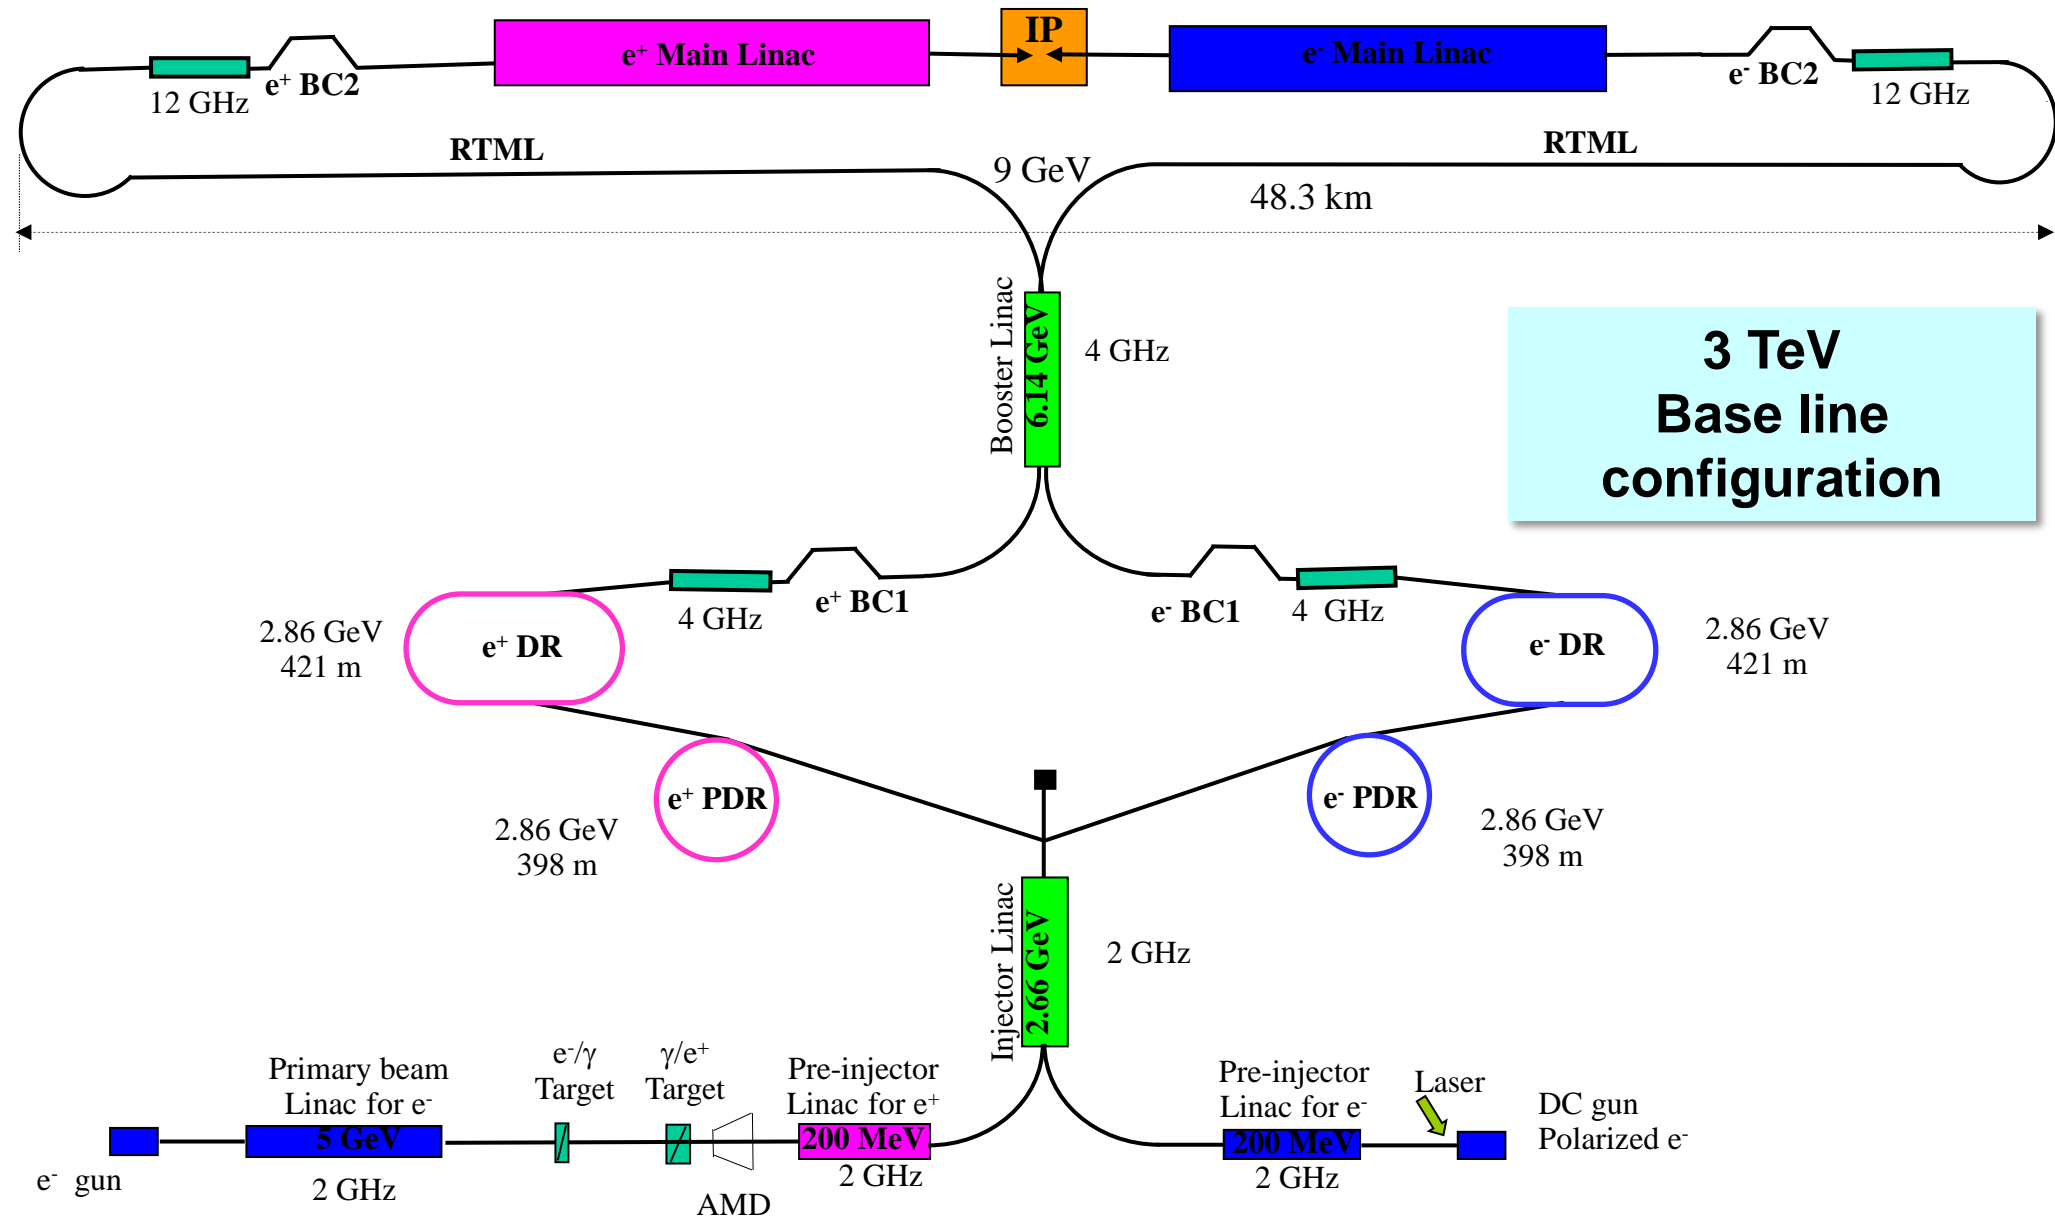 e⁺ Main Linac
IP
e⁻ Main Linac
12 GHz
e⁺ BC2
e⁻ BC2
12 GHz
RTML
9 GeV
RTML
48.3 km
Booster Linac
6.14 GeV
4 GHz
3 TeV
Base line
configuration
4 GHz
e⁺ BC1
e⁻ BC1
4 GHz
2.86 GeV
421 m
e⁺ DR
e⁻ DR
2.86 GeV
421 m
e⁺ PDR
e⁻ PDR
2.86 GeV
398 m
2.86 GeV
398 m
Injector Linac
2.66 GeV
2 GHz
Primary beam
Linac for e⁻
5 GeV
2 GHz
e⁻ gun
e⁻/γ
Target
γ/e⁺
Target
AMD
Pre-injector
Linac for e⁺
200 MeV
2 GHz
Pre-injector
Linac for e⁻
200 MeV
2 GHz
Laser
DC gun
Polarized e⁻